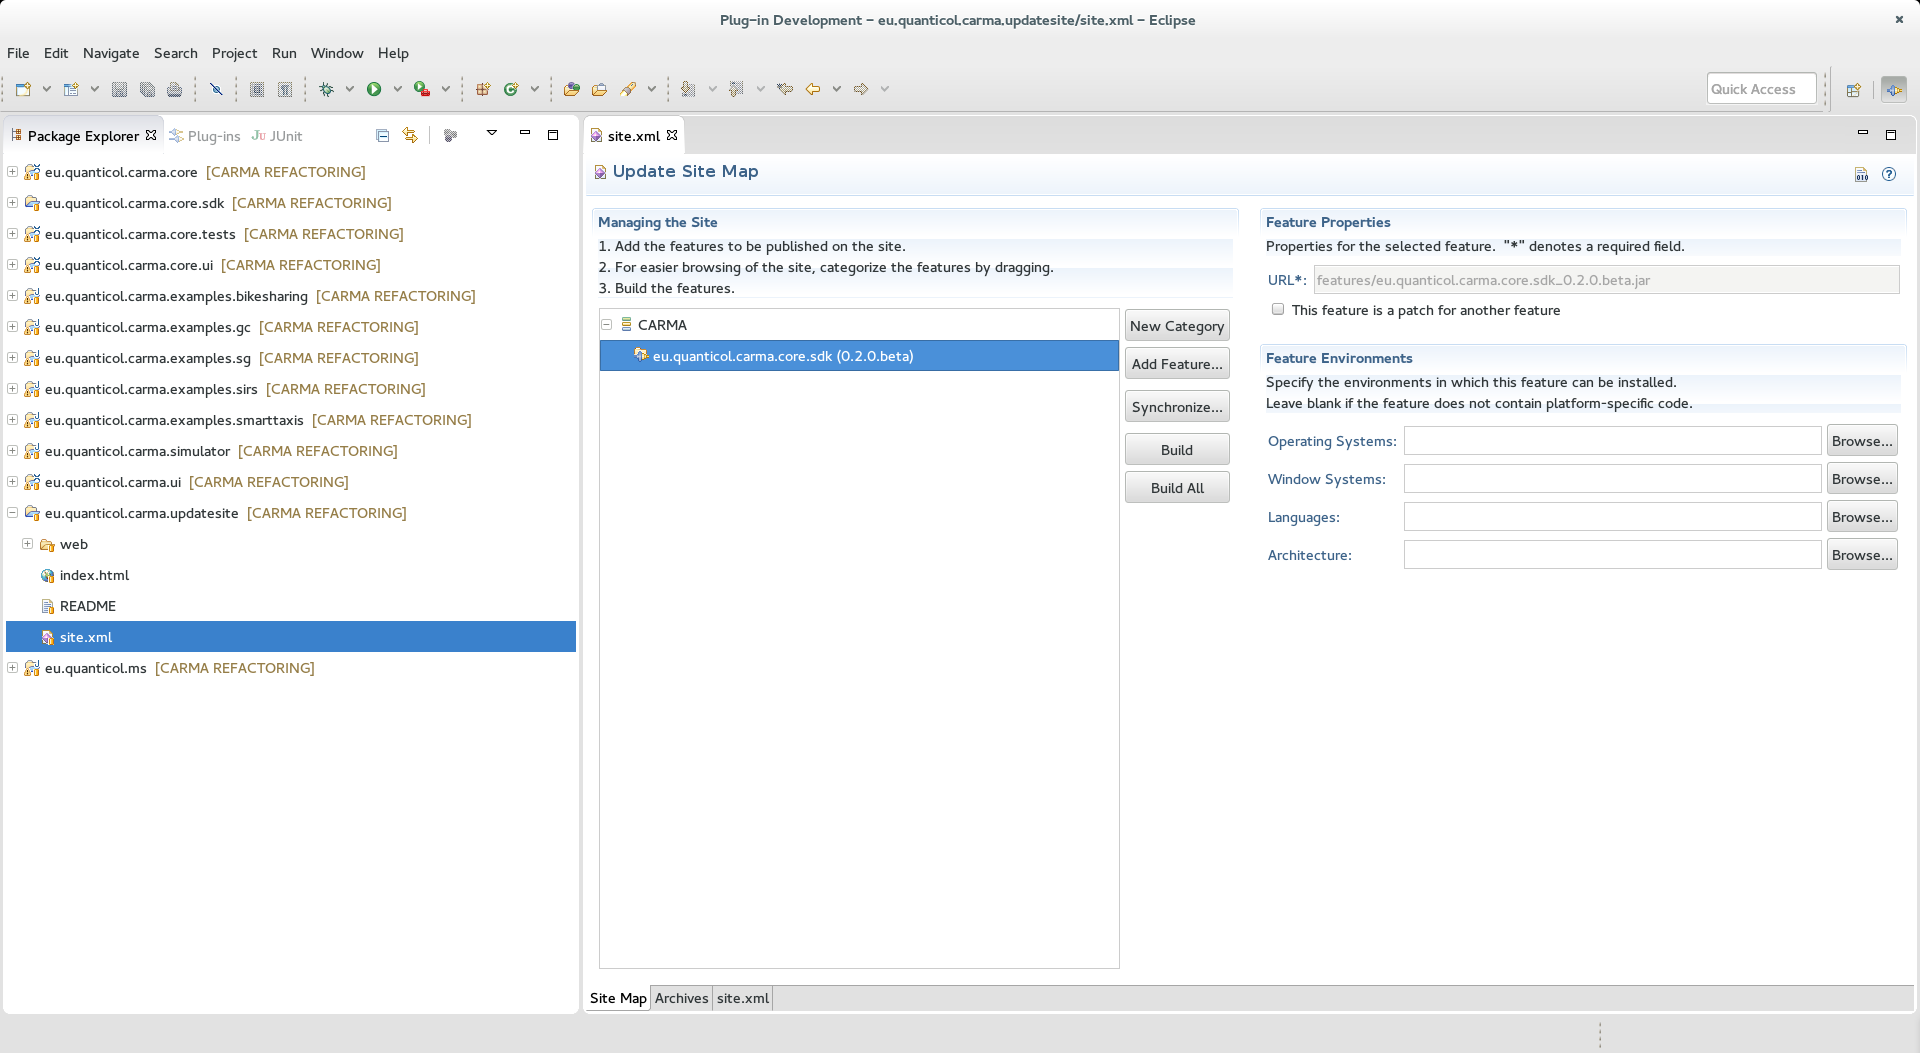 Plug-in Development - eu.quanticol.carma.updatesite/site.xml - Eclipse
File Edit Navigate Search Project Run Window Help
Quick Access
Package Explorer Plug-ins Ju JUnit
eu.quanticol.carma.core [CARMA REFACTORING]
eu.quanticol.carma.core.sdk [CARMA REFACTORING]
eu.quanticol.carma.core.tests [CARMA REFACTORING]
eu.quanticol.carma.core.ui [CARMA REFACTORING]
eu.quanticol.carma.examples.bikesharing [CARMA REFACTORING]
eu.quanticol.carma.examples.gc [CARMA REFACTORING]
eu.quanticol.carma.examples.sg [CARMA REFACTORING]
eu.quanticol.carma.examples.sirs [CARMA REFACTORING]
eu.quanticol.carma.examples.smarttaxis [CARMA REFACTORING]
eu.quanticol.carma.simulator [CARMA REFACTORING]
eu.quanticol.carma.ui [CARMA REFACTORING]
eu.quanticol.carma.updatesite [CARMA REFACTORING]
web
index.html
README
site.xml
eu.quanticol.ms [CARMA REFACTORING]
site.xml
Update Site Map
Managing the Site
1. Add the features to be published on the site.
2. For easier browsing of the site, categorize the features by dragging.
3. Build the features.
CARMA
eu.quanticol.carma.core.sdk (0.2.0.beta)
New Category
Add Feature...
Synchronize...
Build
Build All
Feature Properties
Properties for the selected feature. "*" denotes a required field.
URL*: features/eu.quanticol.carma.core.sdk_0.2.0.beta.jar
This feature is a patch for another feature
Feature Environments
Specify the environments in which this feature can be installed.
Leave blank if the feature does not contain platform-specific code.
Operating Systems: Browse...
Window Systems: Browse...
Languages: Browse...
Architecture: Browse...
Site Map Archives site.xml